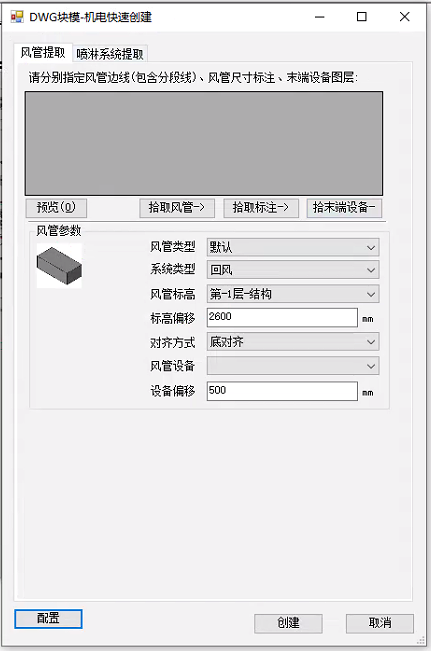 DWG块模-机电快速创建
风管提取 喷淋系统提取
请分别指定风管边线(包含分段线)、风管尺寸标注、末端设备图层:
预览(0) 拾取风管-> 拾取标注-> 拾末端设备-
风管参数
风管类型 默认
系统类型 回风
风管标高 第-1层-结构
标高偏移 2600 mm
对齐方式 底对齐
风管设备
设备偏移 500 mm
配置 创建 取消